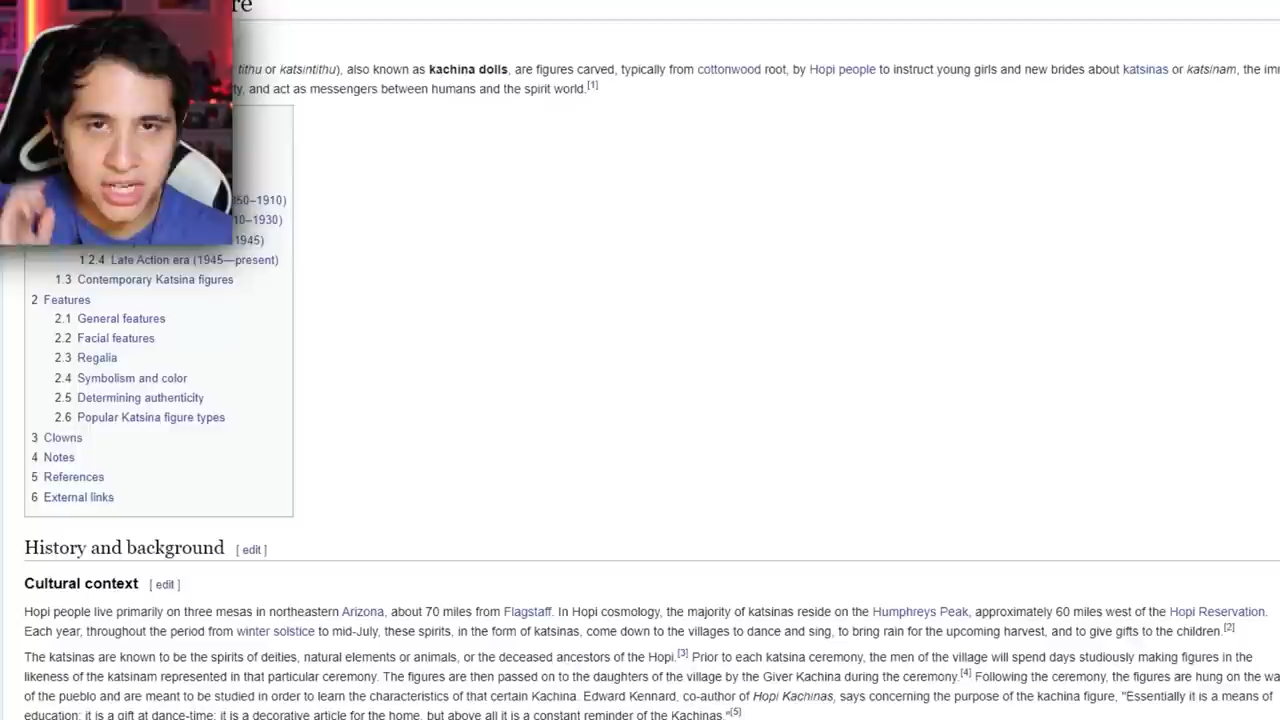 re
tithu or katsintithu), also known as kachina dolls, are figures carved, typically from cottonwood root, by Hopi people to instruct young girls and new brides about katsinas or katsinam, the
and act as messengers between humans and the spirit world.[1]
50–1910)
10–1930)
1945)
1.2.4 Late Action era (1945—present)
1.3 Contemporary Katsina figures
2 Features
2.1 General features
2.2 Facial features
2.3 Regalia
2.4 Symbolism and color
2.5 Determining authenticity
2.6 Popular Katsina figure types
3 Clowns
4 Notes
5 References
6 External links
History and background [ edit ]
Cultural context [ edit ]
Hopi people live primarily on three mesas in northeastern Arizona, about 70 miles from Flagstaff. In Hopi cosmology, the majority of katsinas reside on the Humphreys Peak, approximately 60 miles west of the Hopi Reservation.
Each year, throughout the period from winter solstice to mid-July, these spirits, in the form of katsinas, come down to the villages to dance and sing, to bring rain for the upcoming harvest, and to give gifts to the children.[2]
The katsinas are known to be the spirits of deities, natural elements or animals, or the deceased ancestors of the Hopi.[3] Prior to each katsina ceremony, the men of the village will spend days studiously making figures in the
likeness of the katsinam represented in that particular ceremony. The figures are then passed on to the daughters of the village by the Giver Kachina during the ceremony.[4] Following the ceremony, the figures are hung on the wa
of the pueblo and are meant to be studied in order to learn the characteristics of that certain Kachina. Edward Kennard, co-author of Hopi Kachinas, says concerning the purpose of the kachina figure, "Essentially it is a means of
education; it is a gift at dance-time; it is a decorative article for the home, but above all it is a constant reminder of the Kachinas."[5]